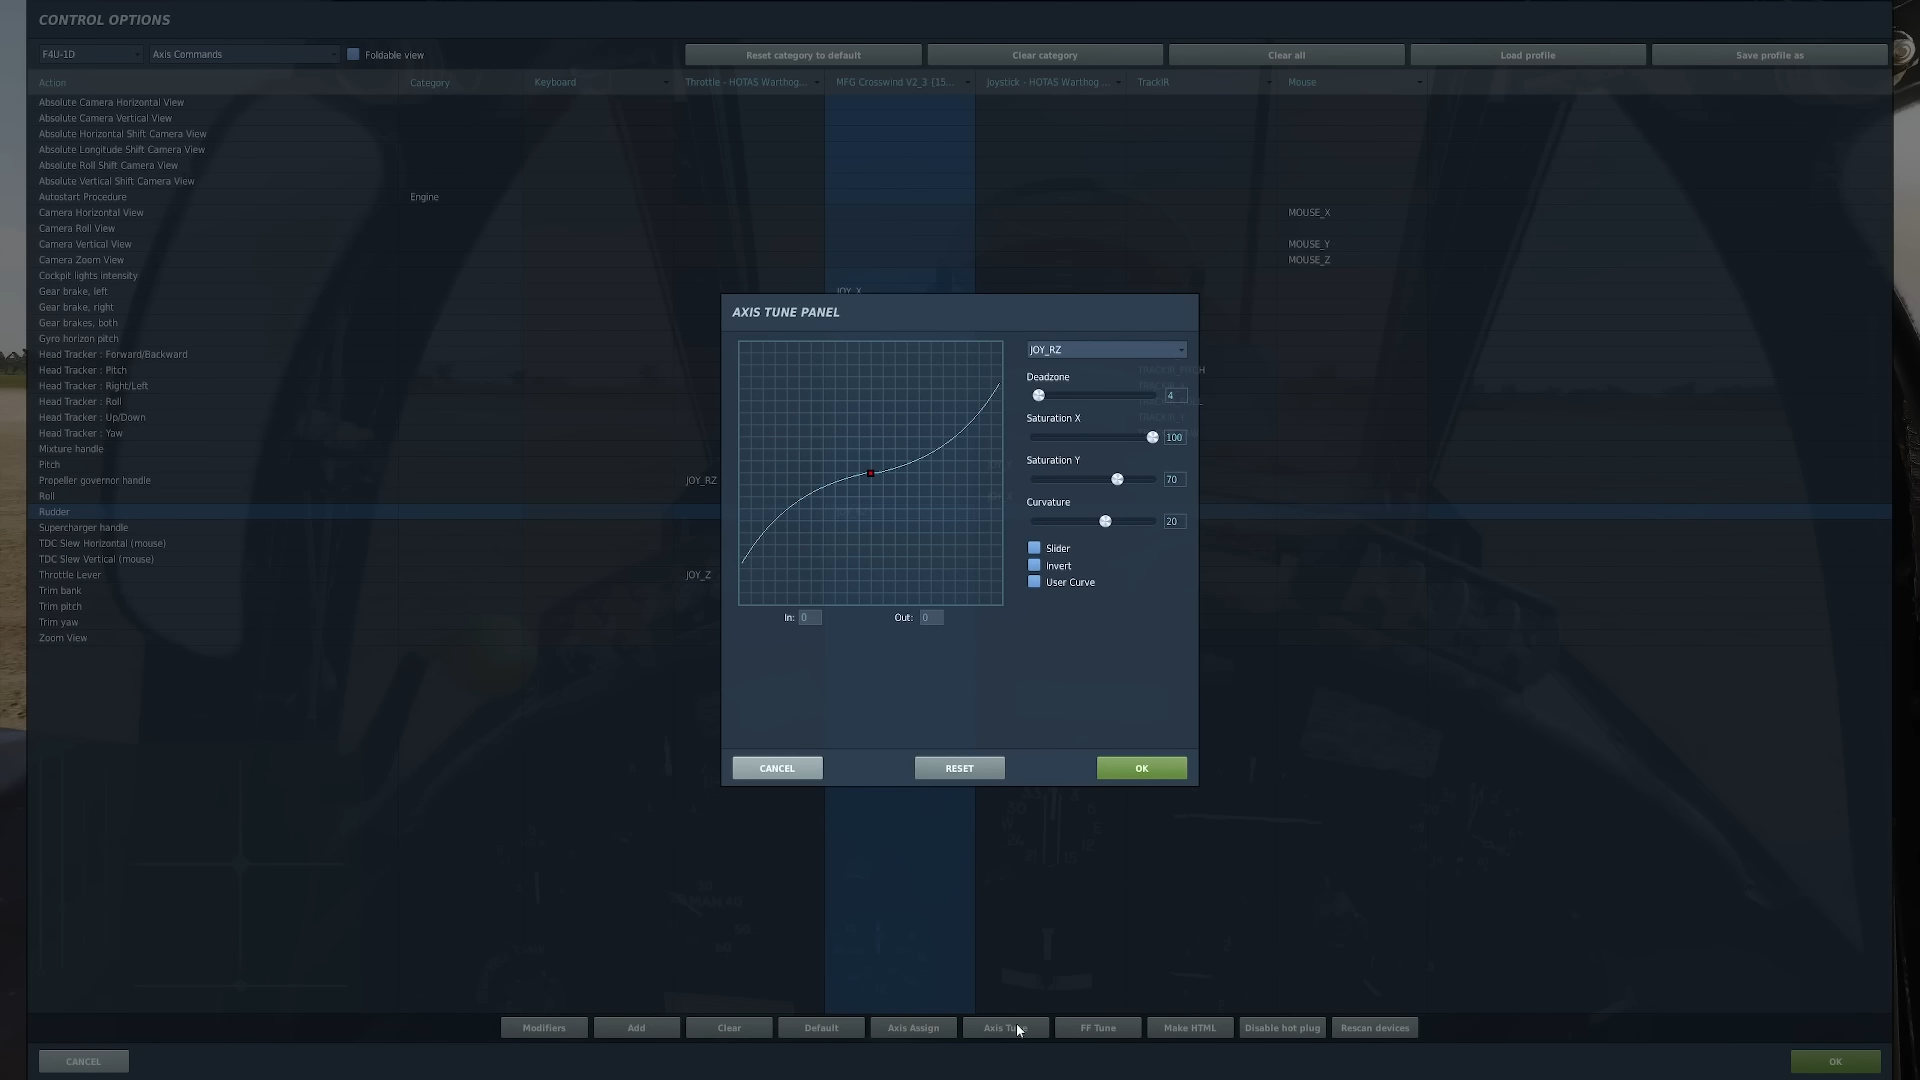 CONTROL OPTIONS
F4U-1D
Axis Commands
Foldable view
Reset category to default
Clear category
Clear all
Load profile
Save profile as
Action
Category
Keyboard
Throttle - HOTAS Warthog...
MFG Crosswind V2_3 {15...
Joystick - HOTAS Warthog ...
TrackIR
Mouse
Absolute Camera Horizontal View
Absolute Camera Vertical View
Absolute Horizontal Shift Camera View
Absolute Longitude Shift Camera View
Absolute Roll Shift Camera View
Absolute Vertical Shift Camera View
Autostart Procedure
Engine
Camera Horizontal View
MOUSE_X
Camera Roll View
Camera Vertical View
MOUSE_Y
Camera Zoom View
MOUSE_Z
Cockpit lights intensity
Gear brake, left
JOY_X
Gear brake, right
Gear brakes, both
Gyro horizon pitch
Head Tracker : Forward/Backward
Head Tracker : Pitch
TRACKIR_PITCH
Head Tracker : Right/Left
Head Tracker : Roll
Head Tracker : Up/Down
Head Tracker : Yaw
Mixture handle
Pitch
Propeller governor handle
JOY_RZ
Roll
Rudder
Supercharger handle
TDC Slew Horizontal (mouse)
TDC Slew Vertical (mouse)
Throttle Lever
JOY_Z
Trim bank
Trim pitch
Trim yaw
Zoom View
AXIS TUNE PANEL
JOY_RZ
Deadzone
4
Saturation X
100
Saturation Y
70
Curvature
20
Slider
Invert
User Curve
In: 0
Out: 0
CANCEL
RESET
OK
Modifiers
Add
Clear
Default
Axis Assign
Axis Tune
FF Tune
Make HTML
Disable hot plug
Rescan devices
CANCEL
OK